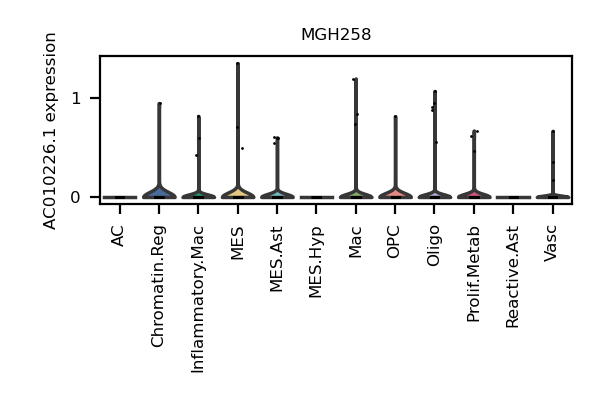 MGH258
AC010226.1 expression
1
0
AC
Chromatin.Reg
Inflammatory.Mac
MES
MES.Ast
MES.Hyp
Mac
OPC
Oligo
Prolif.Metab
Reactive.Ast
Vasc